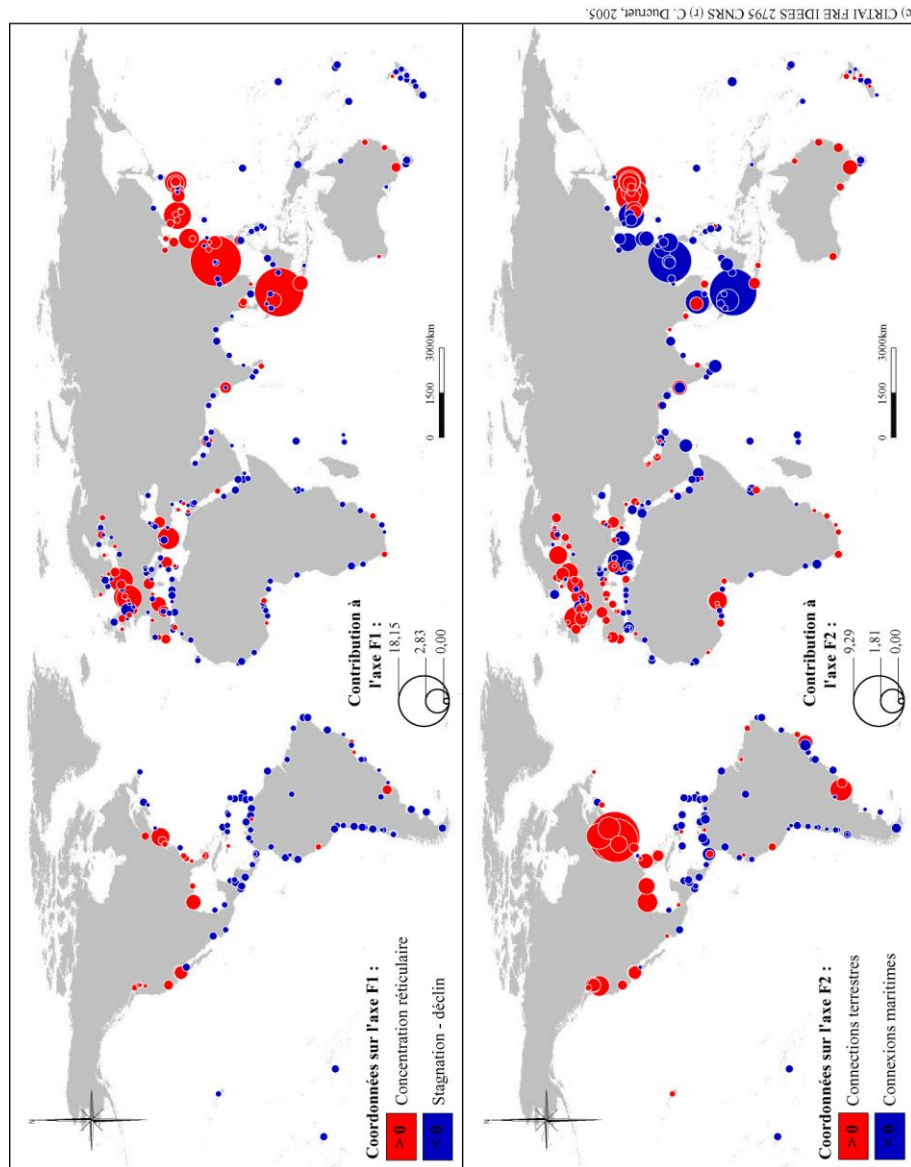 N
Coordonnées sur l'axe F1 :
> 0 Concentration réticulaire
< 0 Stagnation - déclin
Contribution à
l'axe F1 :
18,15
2,83
0,00
0 1500 3000km
N
Coordonnées sur l'axe F2 :
> 0 Connections terrestres
< 0 Connexions maritimes
Contribution à
l'axe F2 :
9,29
1,81
0,00
0 1500 3000km
c) CIRTAI FRE IDEES 2795 CNRS (r) C. Ducruet, 2005.